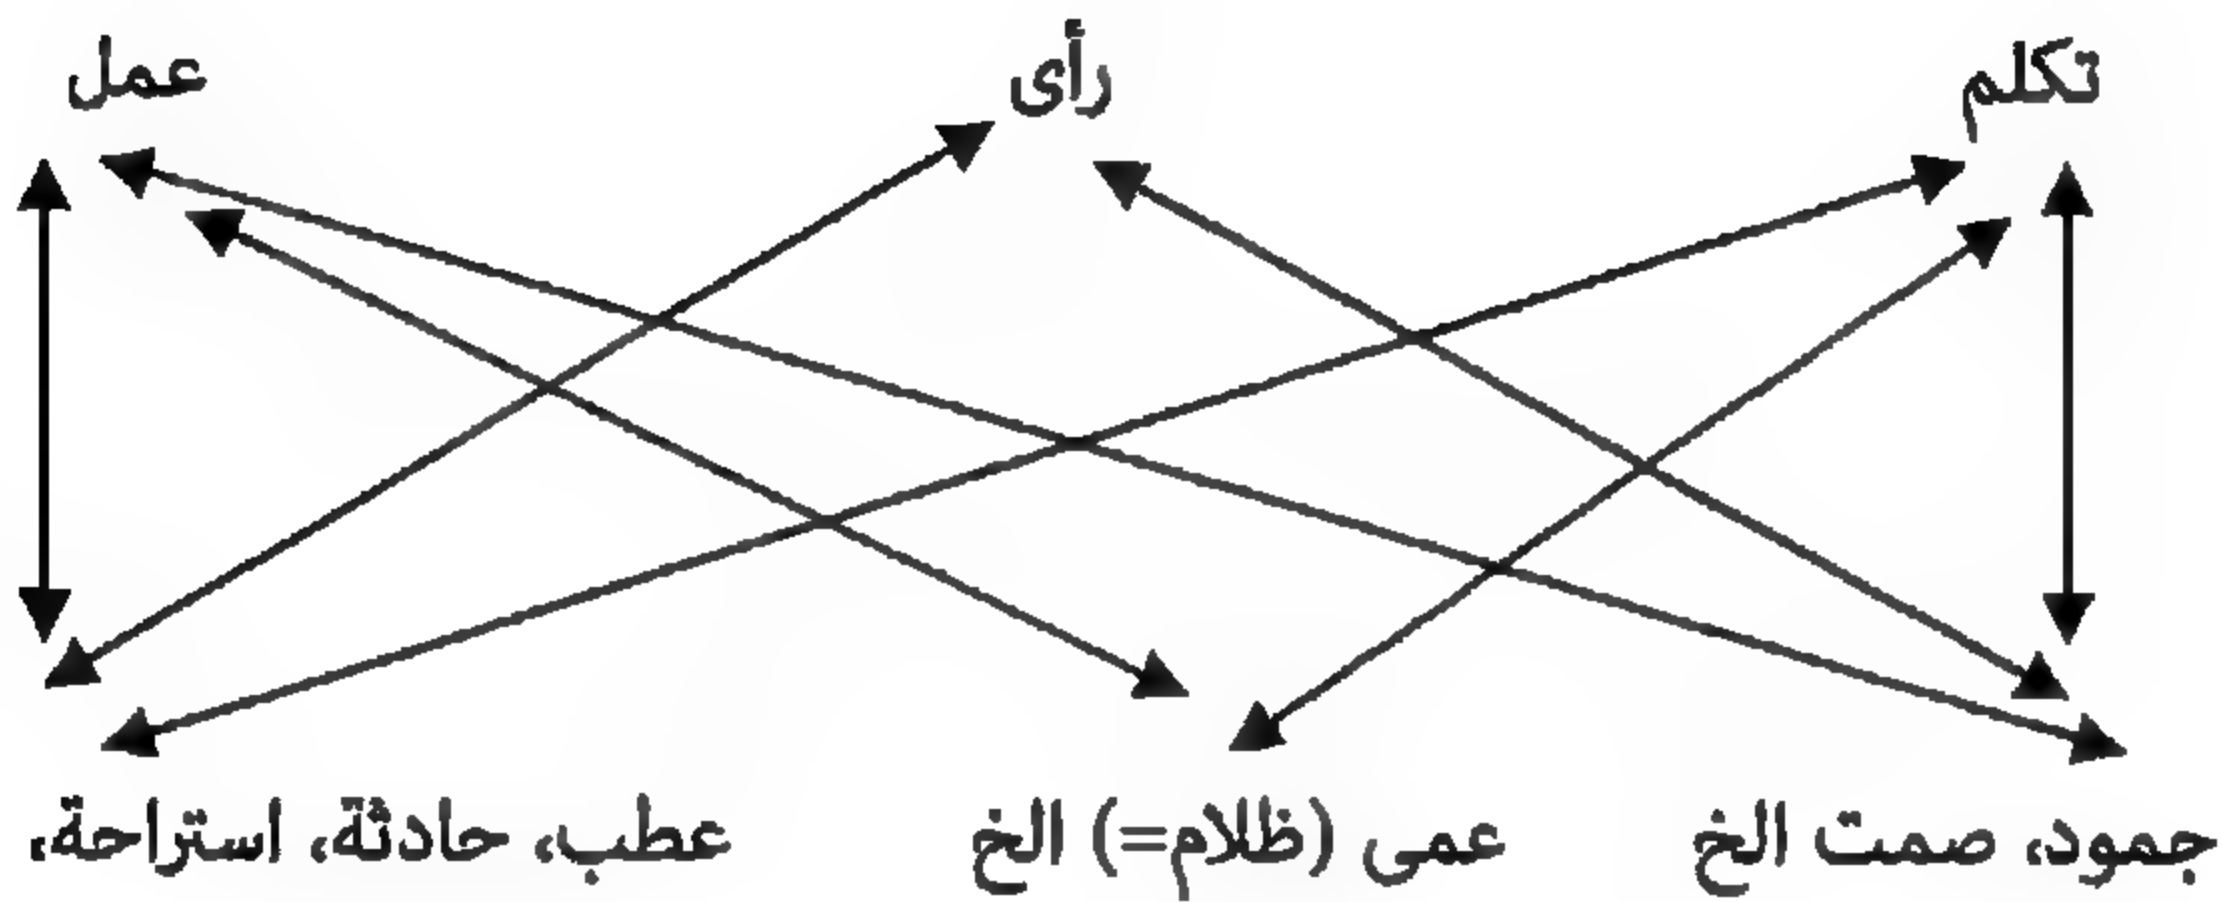 تكلم
رأى
عمل
جمود، صمت الخ
عمى (ظلام=) الخ
عطب، حادثة، استراحة،